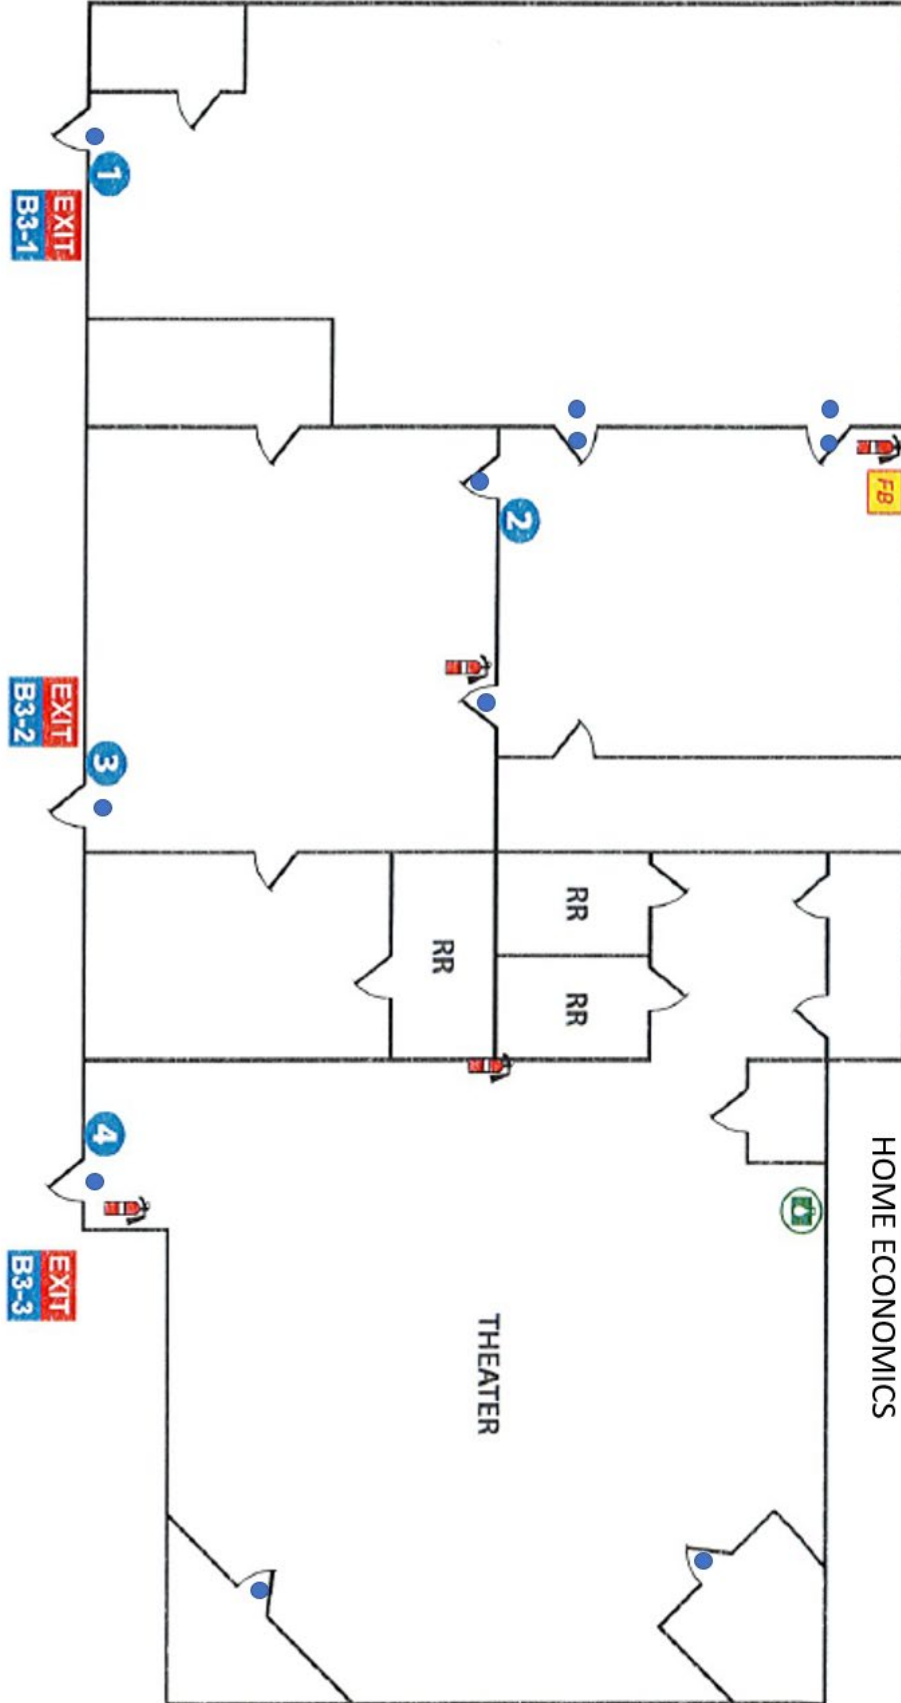 1
EXIT
B3-1
FB
2
EXIT
B3-2
3
RR
RR
RR
4
HOME ECONOMICS
EXIT
B3-3
THEATER